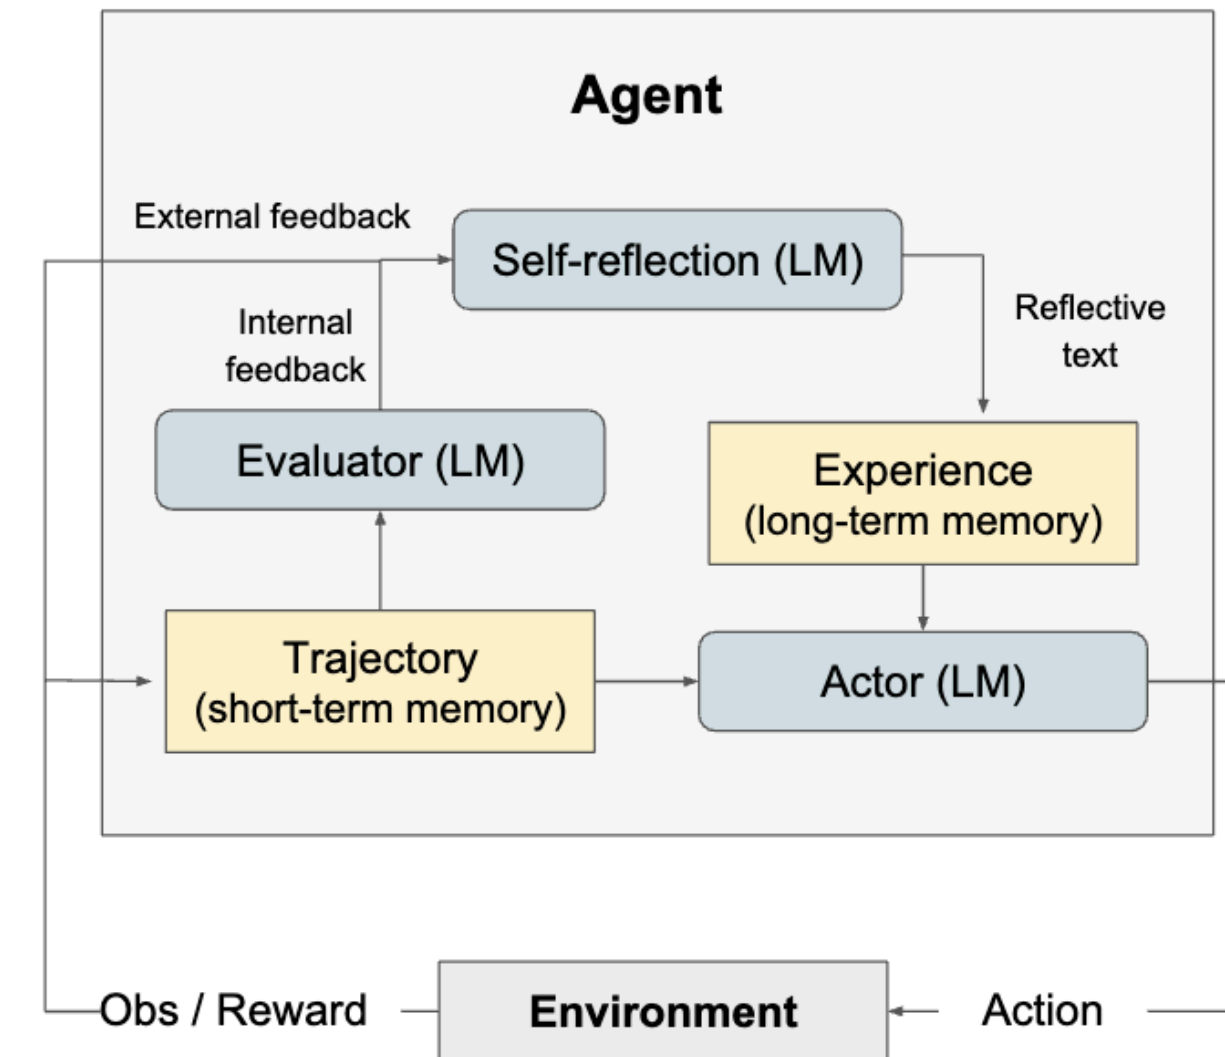 Agent
External feedback
Self-reflection (LM)
Internal
feedback
Reflective
text
Evaluator (LM)
Experience
(long-term memory)
Trajectory
(short-term memory)
Actor (LM)
Obs / Reward
Environment
Action